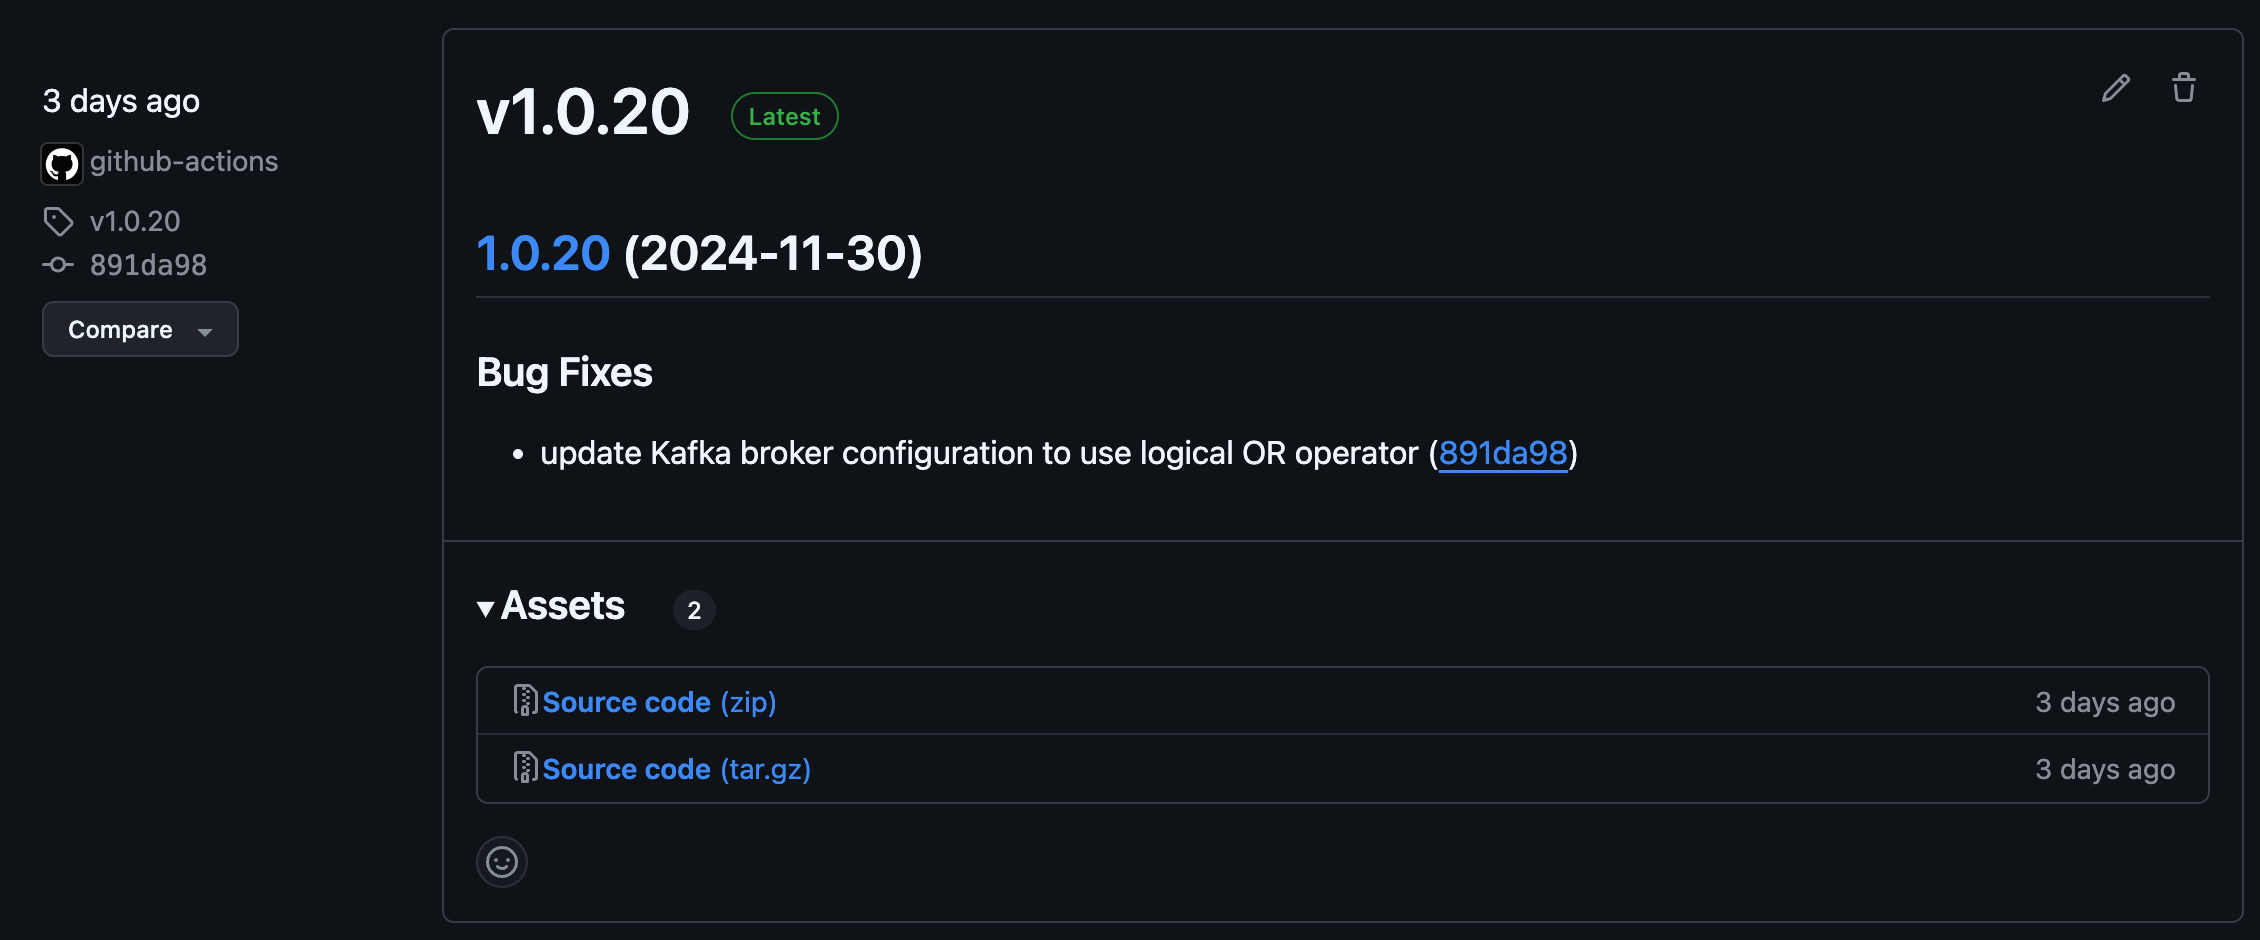 3 days ago
github-actions
v1.0.20
891da98
Compare
v1.0.20 Latest
1.0.20 (2024-11-30)
Bug Fixes
• update Kafka broker configuration to use logical OR operator (891da98)
Assets 2
Source code (zip) 3 days ago
Source code (tar.gz) 3 days ago